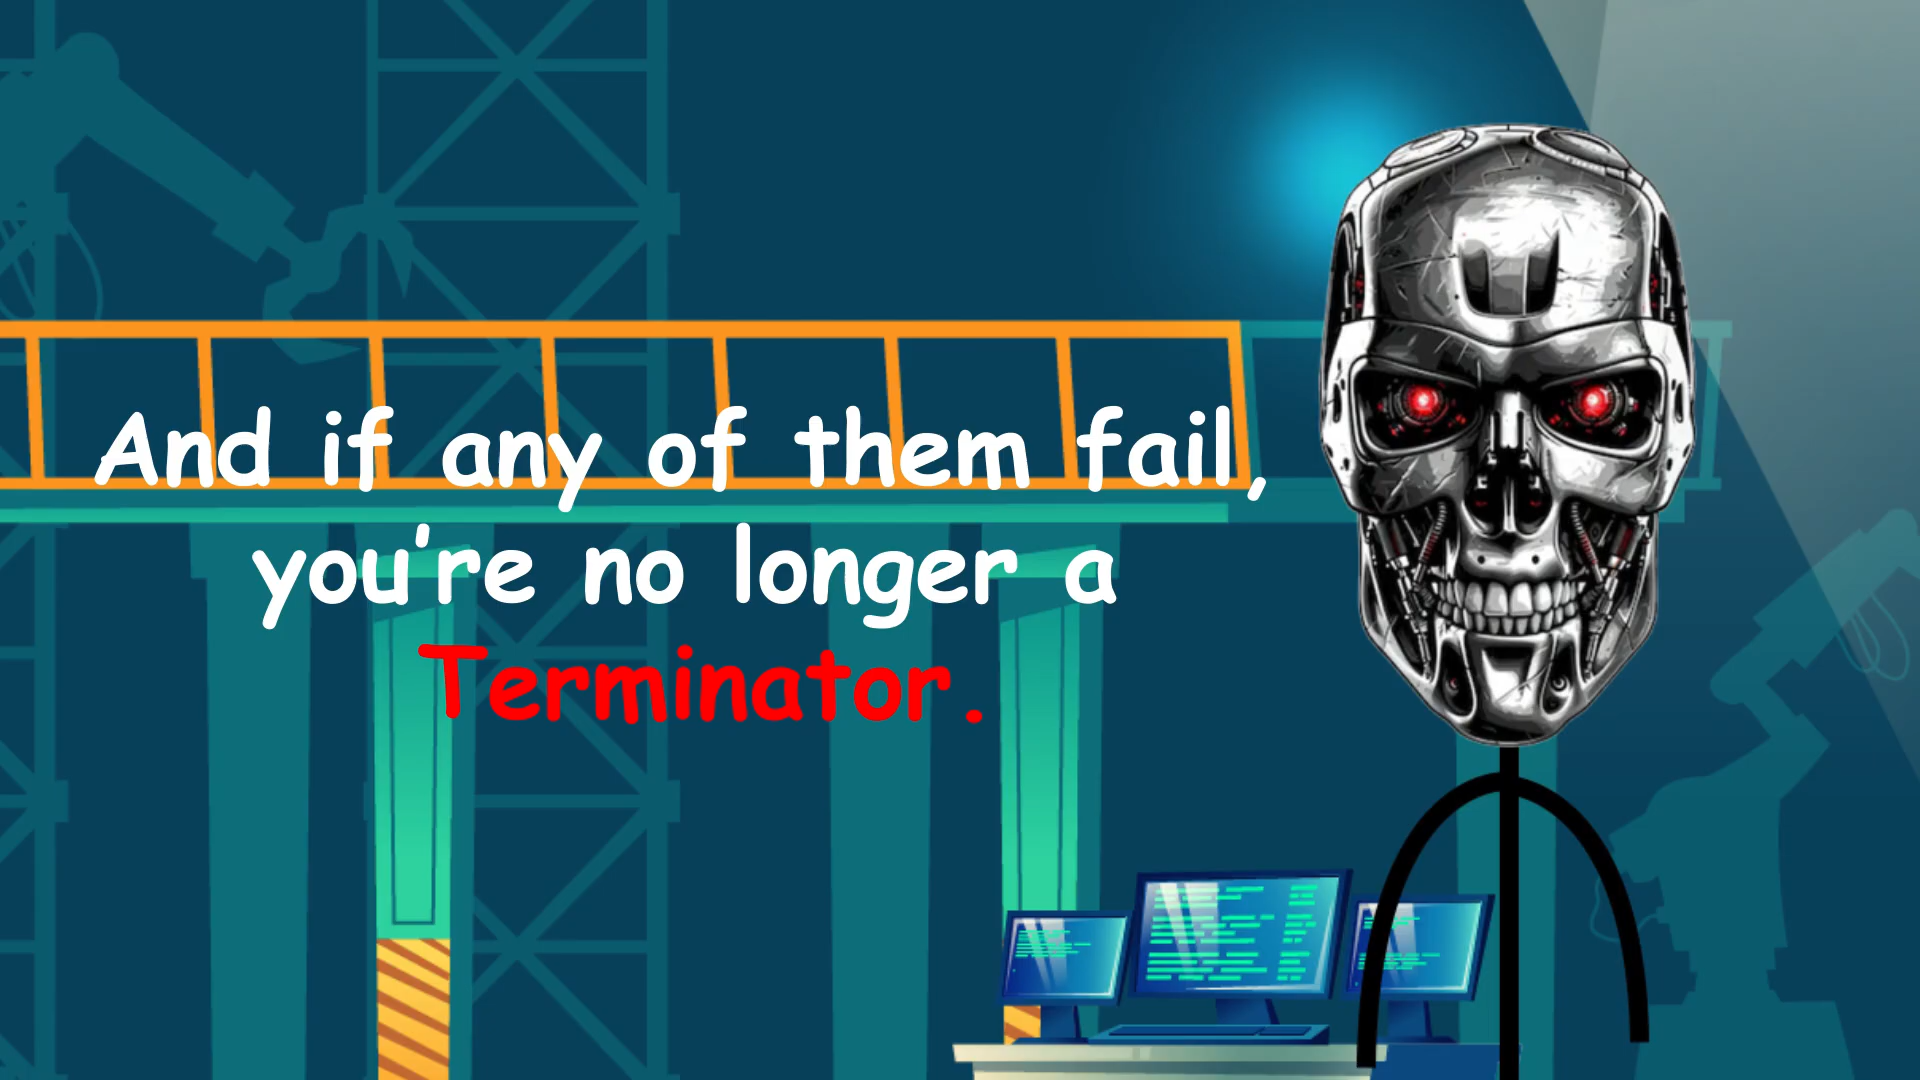 And if any of them fail,
you're no longer a
Terminator.